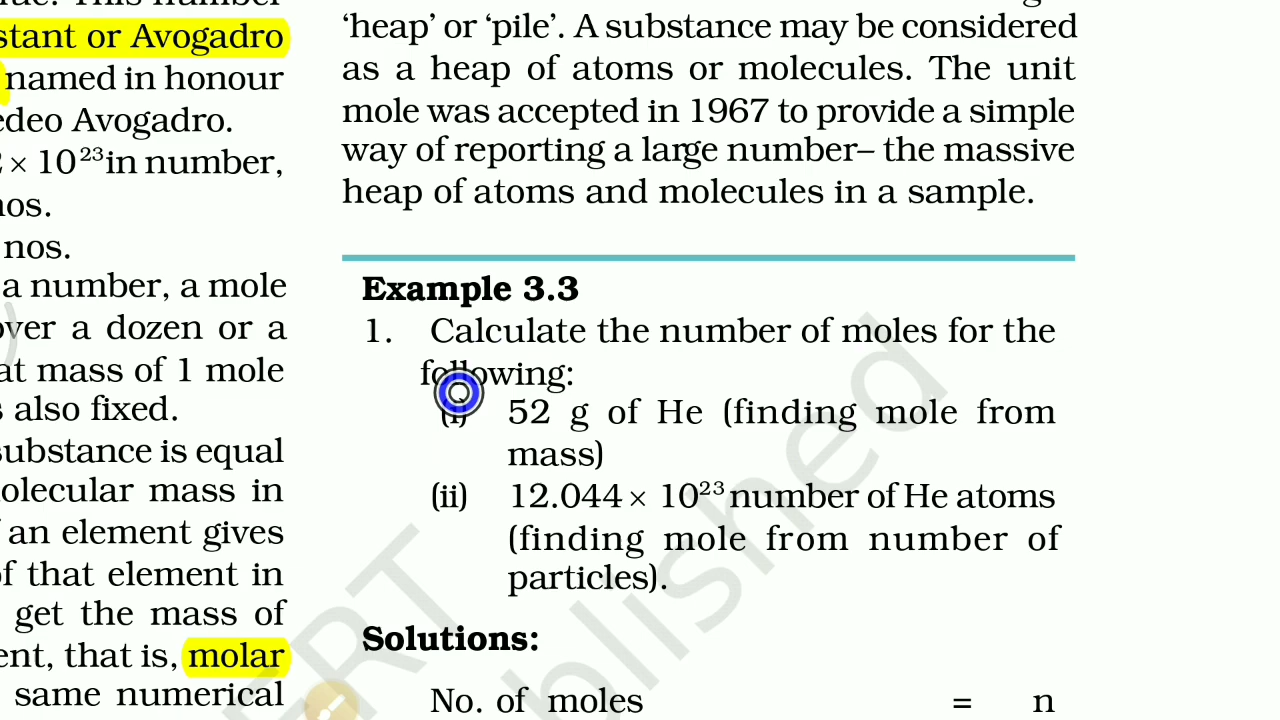 stant or Avogadro
named in honour
edeo Avogadro.
× 10²³ in number,
nos.
nos.
a number, a mole
over a dozen or a
at mass of 1 mole
also fixed.
substance is equal
olecular mass in
an element gives
of that element in
get the mass of
ent, that is, molar
same numerical
‘heap’ or ‘pile’. A substance may be considered
as a heap of atoms or molecules. The unit
mole was accepted in 1967 to provide a simple
way of reporting a large number– the massive
heap of atoms and molecules in a sample.
Example 3.3
1. Calculate the number of moles for the
following:
(i) 52 g of He (finding mole from
mass)
(ii) 12.044 × 10²³ number of He atoms
(finding mole from number of
particles).
Solutions:
No. of moles = n
blished